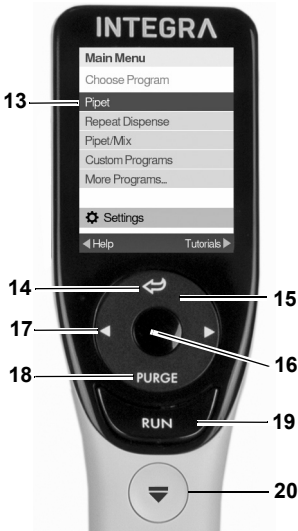 INTEGRA
Main Menu
Choose Program
13
Pipet
Repeat Dispense
Pipet/Mix
Custom Programs
More Programs...
Settings
Help Tutorials
14
15
17
16
18
PURGE
RUN
19
20